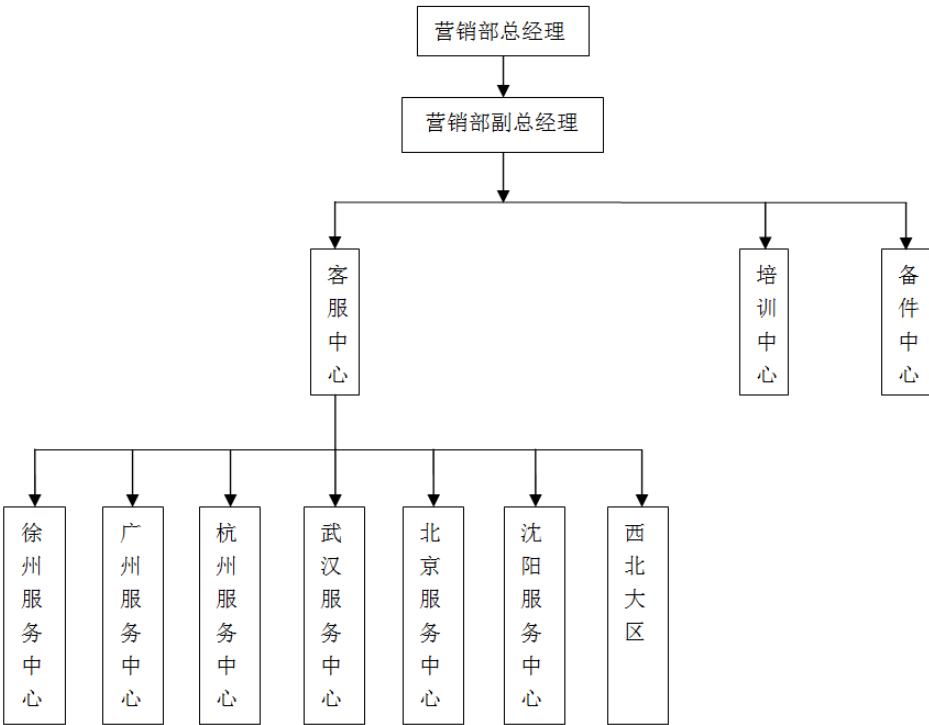 营销部总经理
营销部副总经理
客服中心
培训中心
备件中心
徐州服务中心
广州服务中心
杭州服务中心
武汉服务中心
北京服务中心
沈阳服务中心
西北大区